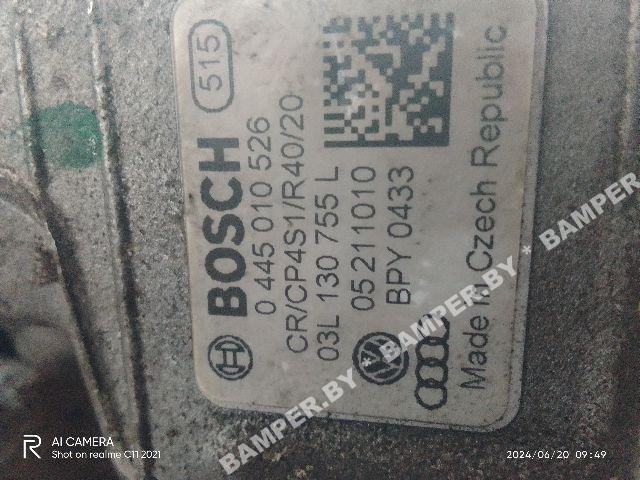 515
BOSCH
0 445 010 526
CR/CP4S1/R40/20
03L 130 755 L
05211010
BPY 0433
Made in Czech Republic
BAMPER.BY * BAMPER.BY * BAMPER.BY * BAMPER.BY
AI CAMERA
Shot on realme C11 2021
2024/06/20 09:49